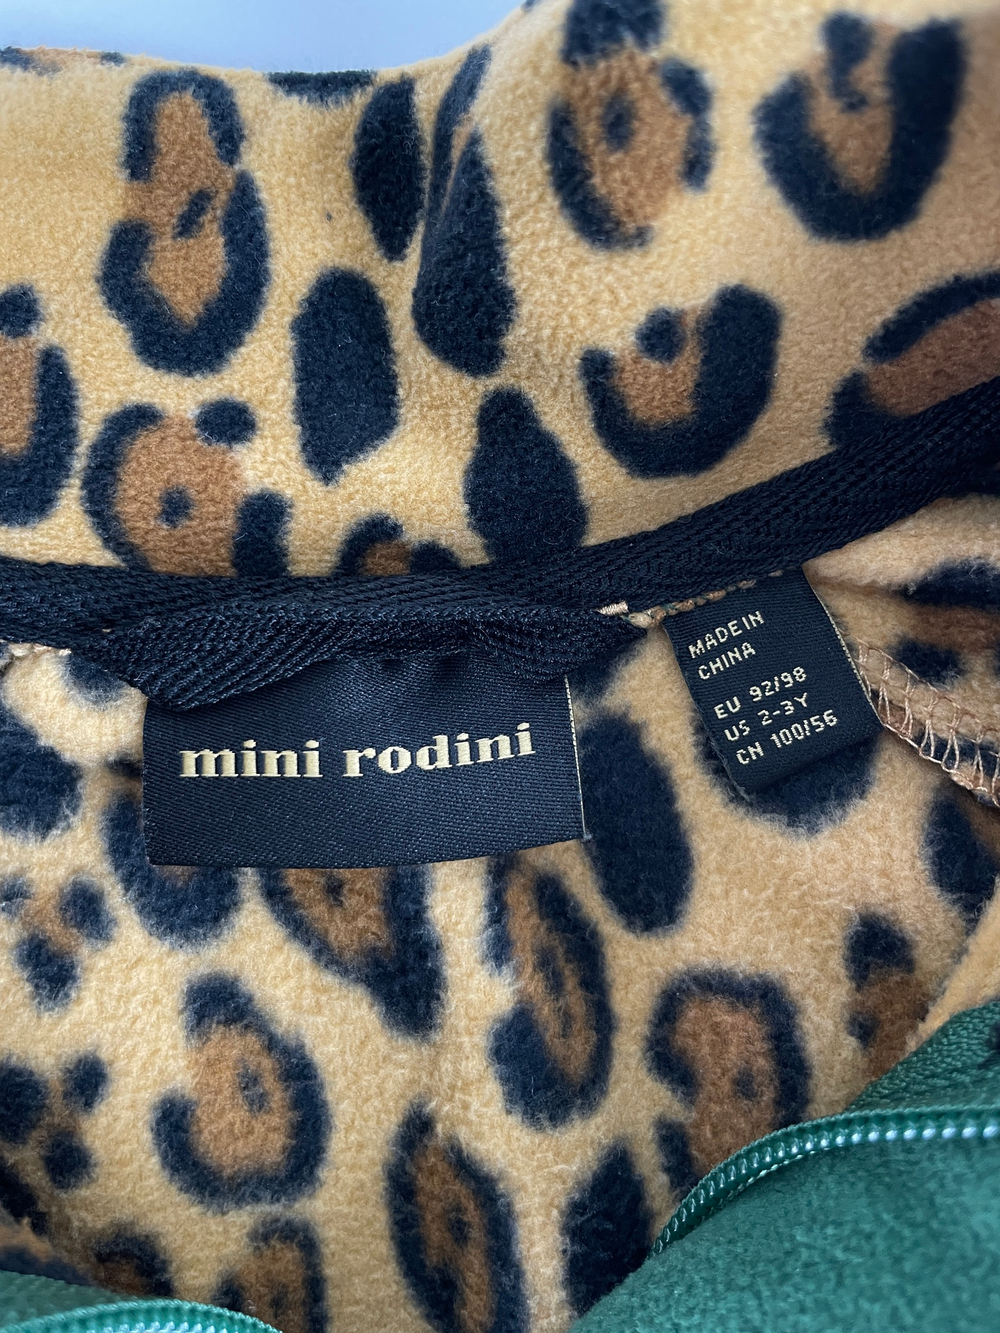 mini rodini
MADE IN
CHINA
EU 92/98
US 2-3Y
CN 100/56